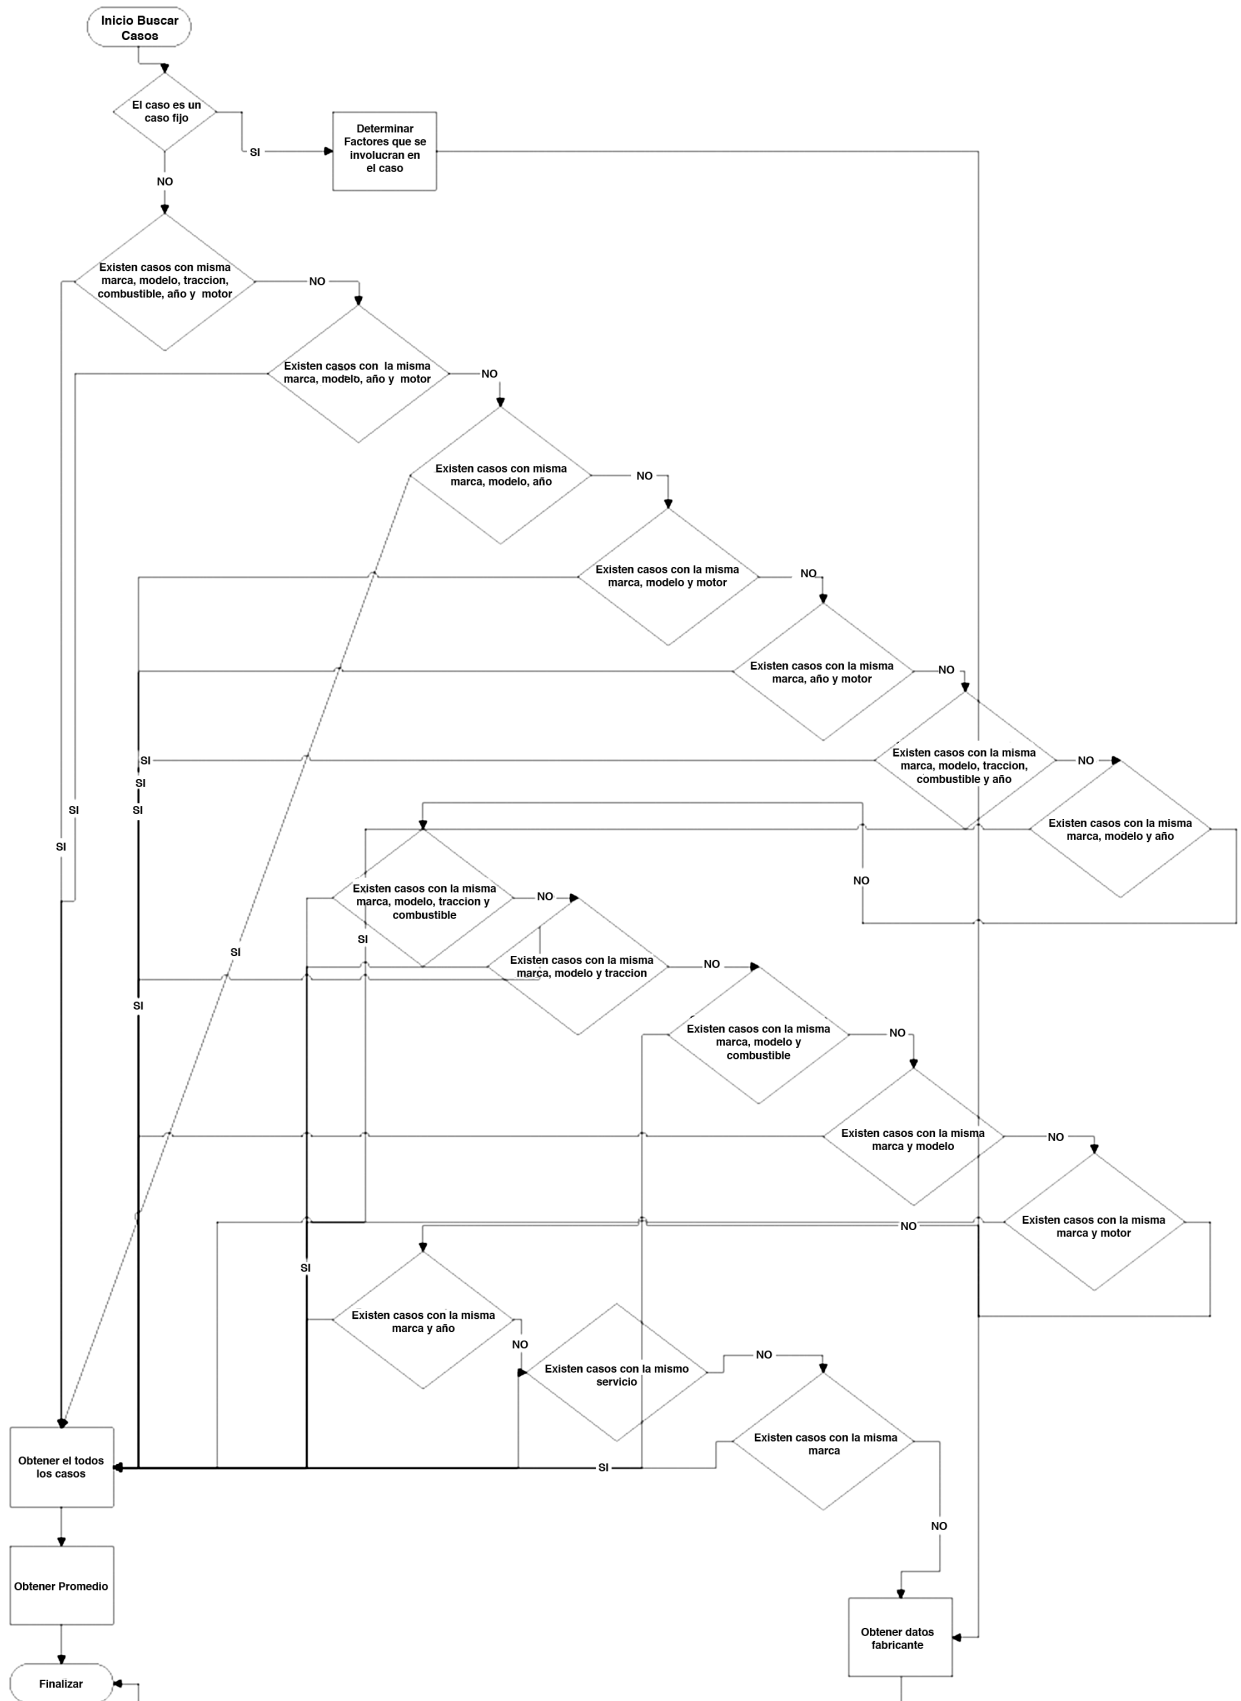 Inicio Buscar
Casos
El caso es un
caso fijo
SI
Determinar
Factores que se
involucran en
el caso
NO
Existen casos con misma
marca, modelo, traccion,
combustible, año y motor
NO
Existen casos con la misma
marca, modelo, año y motor
NO
Existen casos con misma
marca, modelo, año
NO
Existen casos con la misma
marca, modelo y motor
NO
Existen casos con la misma
marca, año y motor
NO
Existen casos con la misma
marca, modelo, traccion,
combustible y año
NO
SI
SI
SI
SI
SI
Existen casos con la misma
marca, modelo y año
NO
Existen casos con la misma
marca, modelo, traccion y
combustible
NO
SI
SI
Existen casos con la misma
marca, modelo y traccion
NO
SI
Existen casos con la misma
marca, modelo y
combustible
NO
Existen casos con la misma
marca y modelo
NO
Existen casos con la misma
marca y motor
NO
SI
Existen casos con la misma
marca y año
NO
Existen casos con la mismo
servicio
NO
Existen casos con la misma
marca
SI
NO
Obtener el todos
los casos
Obtener Promedio
Obtener datos
fabricante
Finalizar